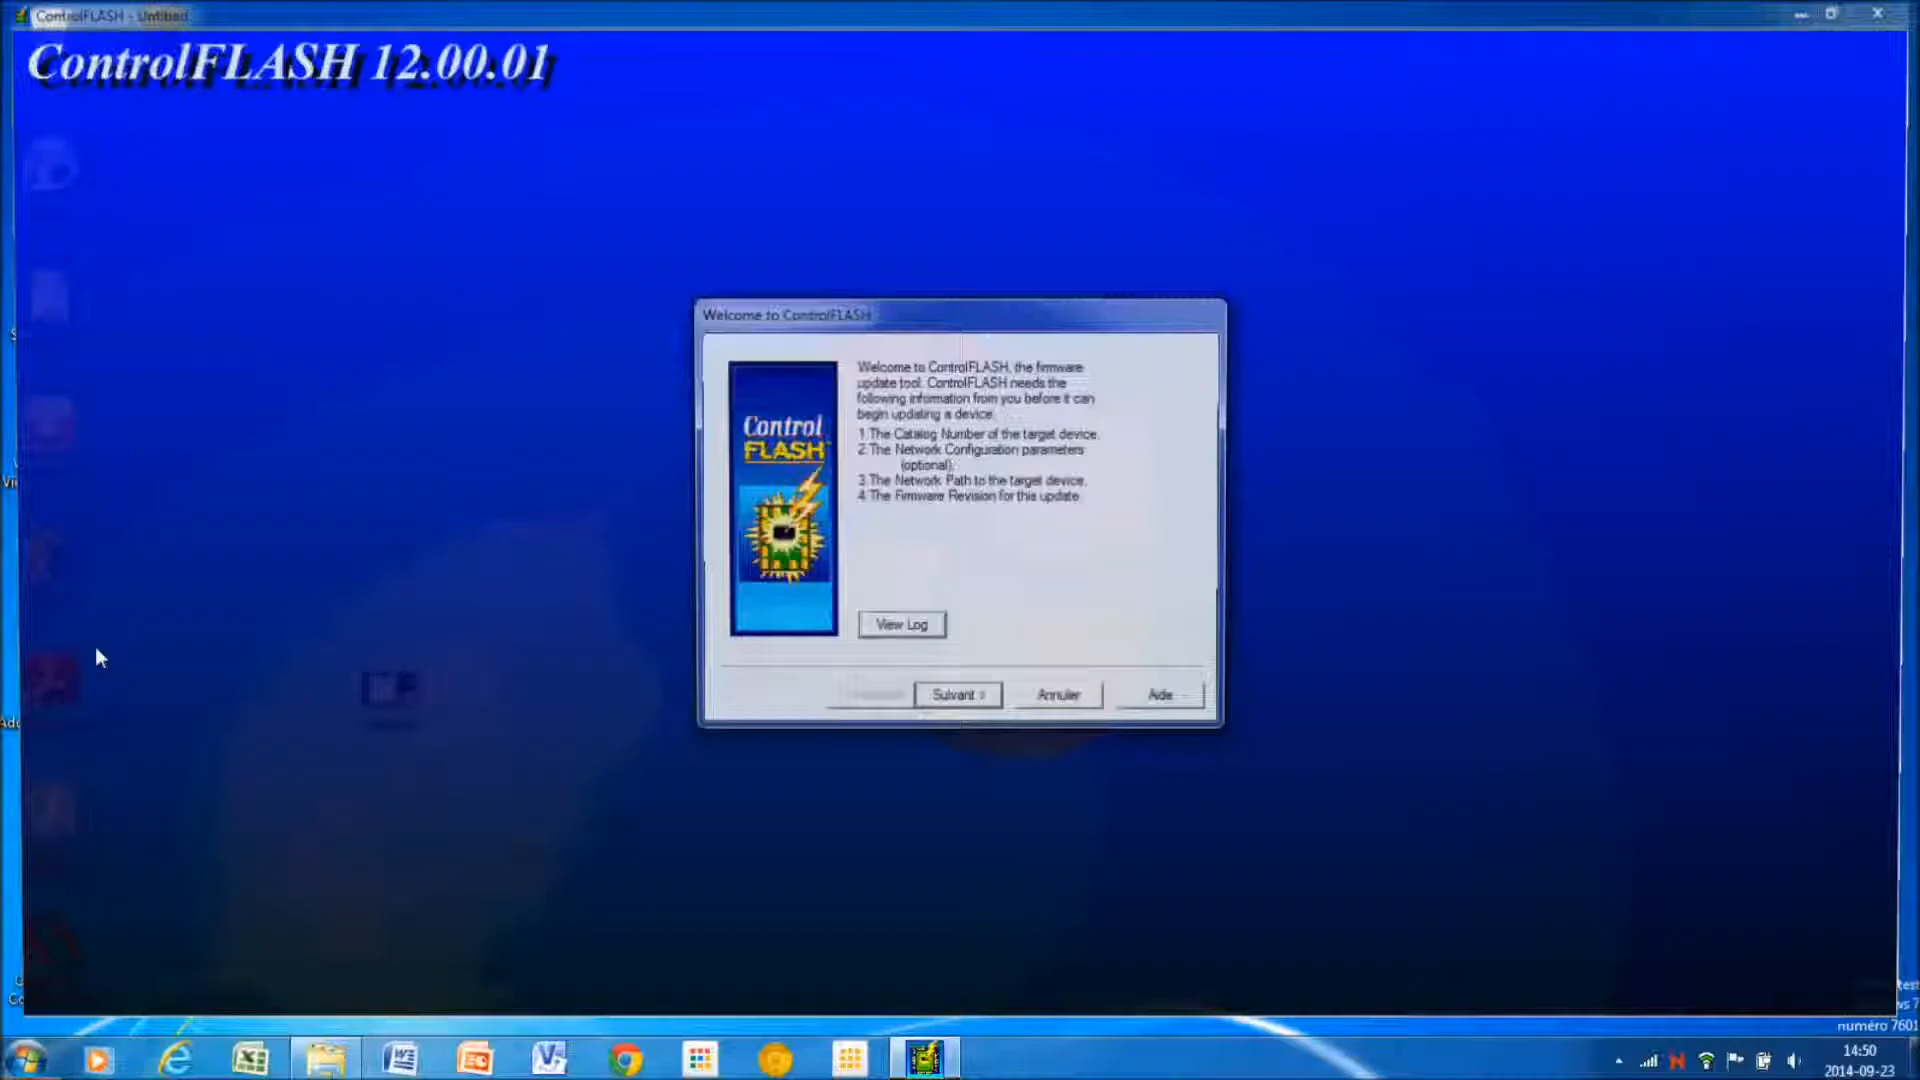 ControlFLASH - Untitled
ControlFLASH 12.00.01
Welcome to ControlFLASH
Welcome to ControlFLASH, the firmware
update tool. ControlFLASH needs the
following information from you before it can
begin updating a device.
1.The Catalog Number of the target device.
2.The Network Configuration parameters
(optional).
3.The Network Path to the target device.
4.The Firmware Revision for this update.
Control
FLASH
View Log
Suivant >
Annuler
Aide
numéro 7601
14:50
2014-09-23